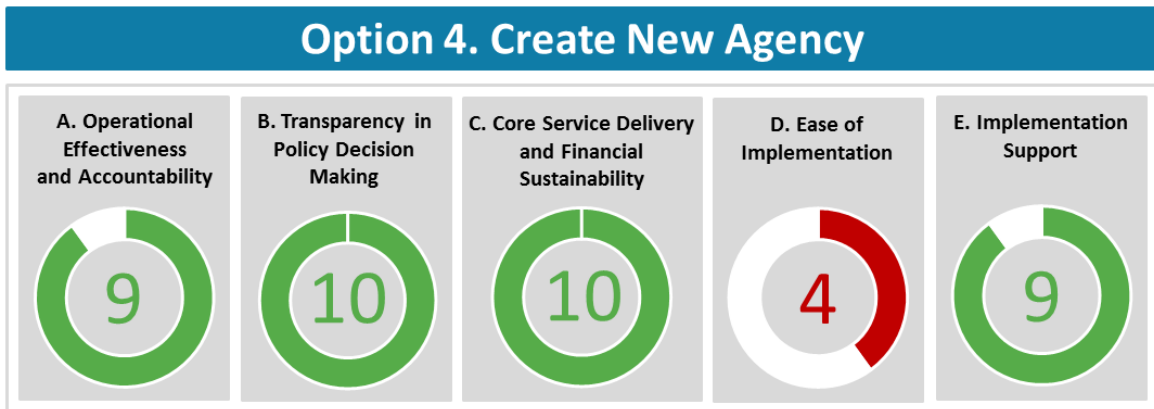 Option 4. Create New Agency
A. Operational
Effectiveness
and Accountability
9
B. Transparency in
Policy Decision
Making
10
C. Core Service Delivery
and Financial
Sustainability
10
D. Ease of
Implementation
4
E. Implementation
Support
9